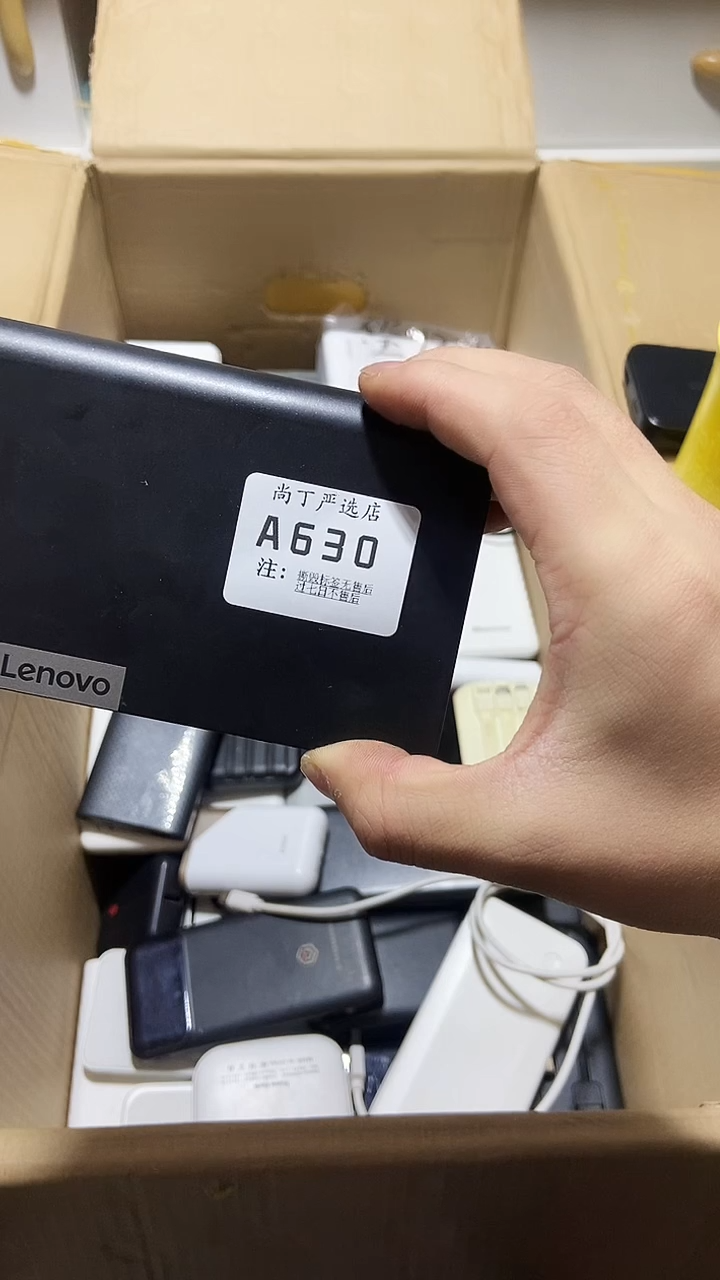 尚丁严选店
A630
注：撕毁标签无售后
过七日不售后
Lenovo